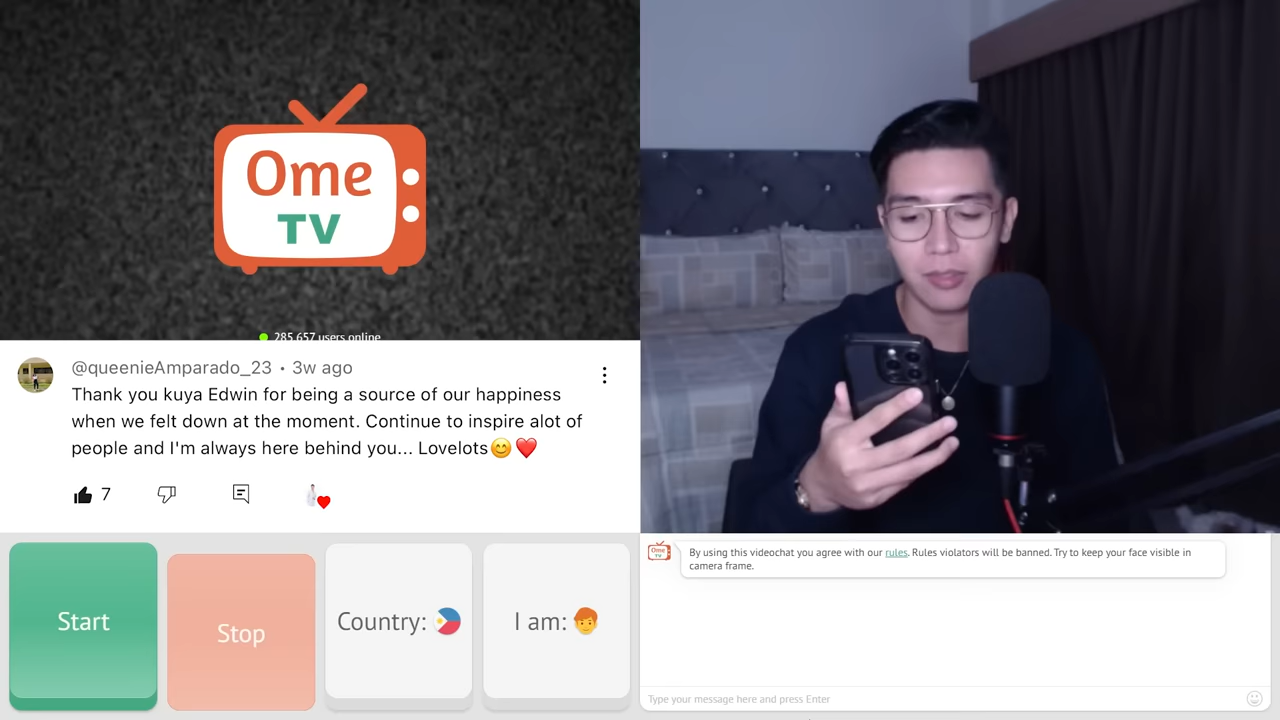 Ome
TV
285 657 users online
@queenieAmparado_23 • 3w ago
Thank you kuya Edwin for being a source of our happiness
when we felt down at the moment. Continue to inspire alot of
people and I'm always here behind you... Lovelots😊❤️
7
Start
Stop
Country:
I am:
Ome
TV
By using this videochat you agree with our rules. Rules violators will be banned. Try to keep your face visible in
camera frame.
Type your message here and press Enter